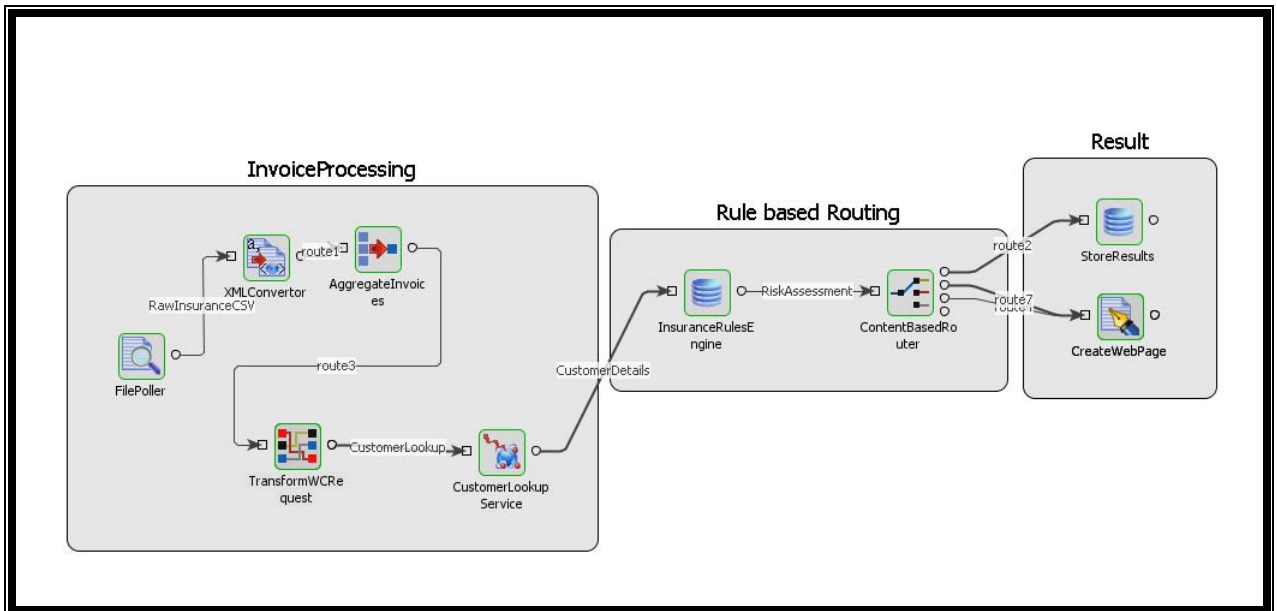 InvoiceProcessing
a,
XMLConvertor
route1
AggregateInvoic
es
RawInsuranceCSV
FilePoller
route3
TransformWCRe
quest
CustomerLookup
CustomerLookup
Service
CustomerDetails
Rule based Routing
InsuranceRulesE
ngine
RiskAssessment
ContentBasedRo
uter
Result
route2
StoreResults
route7
CreateWebPage